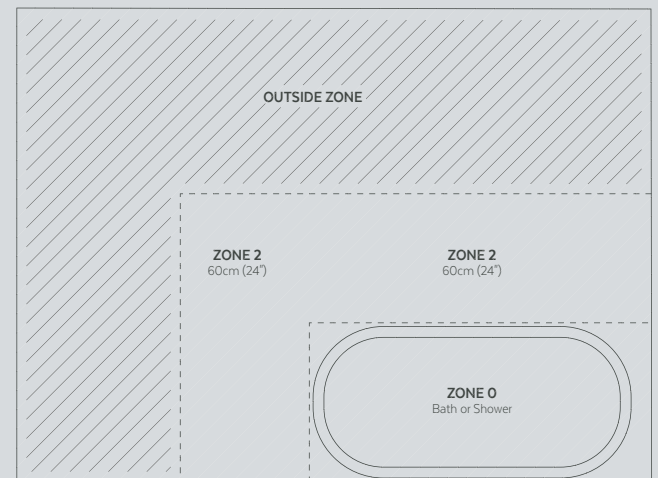 OUTSIDE ZONE
ZONE 2
60cm (24")
ZONE 2
60cm (24")
ZONE 0
Bath or Shower